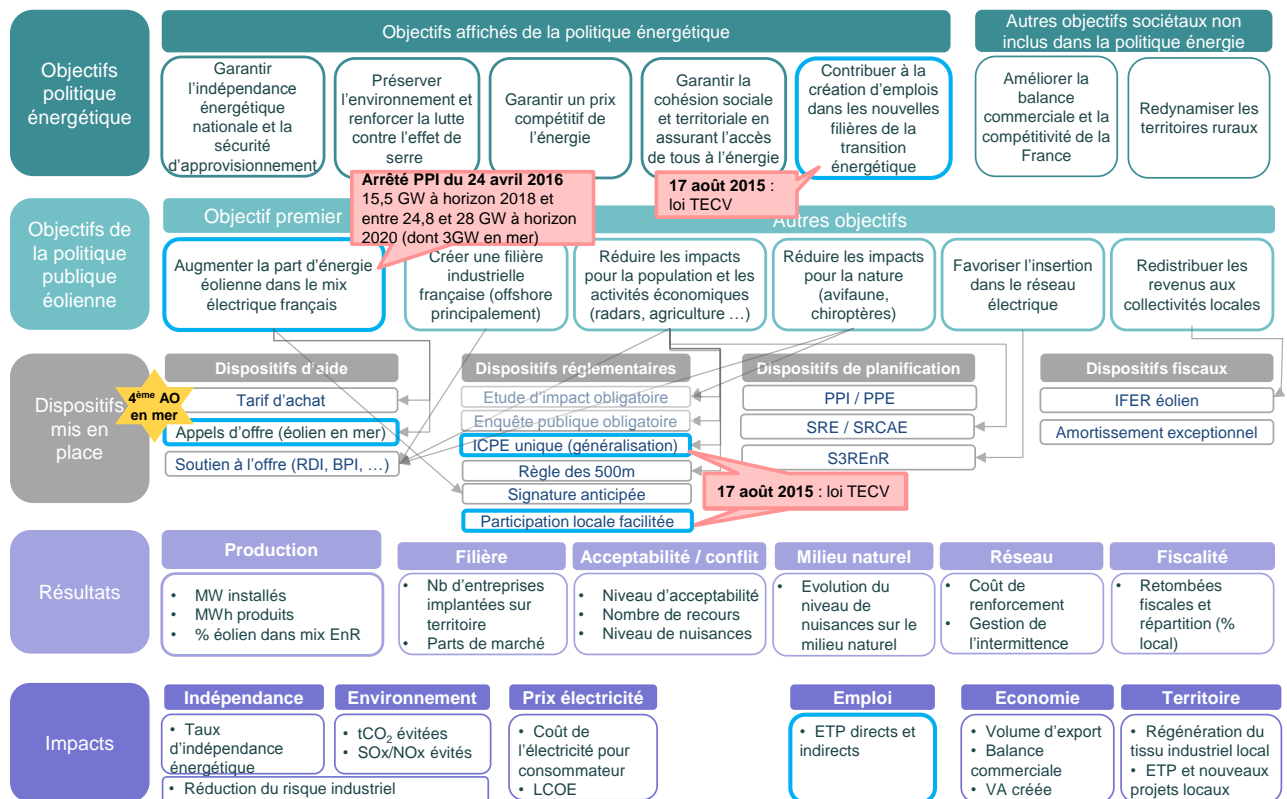 Objectifs
politique
énergétique
Objectifs affichés de la politique énergétique
Autres objectifs sociétaux non
inclus dans la politique énergie
Garantir
l'indépendance
énergétique
nationale et la
sécurité
d'approvisionnement
Préserver
l'environnement et
renforcer la lutte
contre l'effet de
serre
Garantir un prix
compétitif de
l'énergie
Garantir la
cohésion sociale
et territoriale en
assurant l'accès
de tous à l'énergie
Contribuer à la
création d'emplois
dans les nouvelles
filières de la
transition
énergétique
Améliorer la
balance
commerciale et la
compétitivité de la
France
Redynamiser les
territoires ruraux
Arrêté PPI du 24 avril 2016
15,5 GW à horizon 2018 et
entre 24,8 et 28 GW à horizon
2020 (dont 3GW en mer)
17 août 2015 :
loi TECV
Objectifs de
la politique
publique
éolienne
Objectif premier
Autres objectifs
Augmenter la part d'énergie
éolienne dans le mix
électrique français
Créer une filière
industrielle
française (offshore
principalement)
Réduire les impacts
pour la population et les
activités économiques
(radars, agriculture …)
Réduire les impacts
pour la nature
(avifaune,
chiroptères)
Favoriser l'insertion
dans le réseau
électrique
Redistribuer les
revenus aux
collectivités locales
Dispositifs
mis en
place
4ème AO
en mer
Dispositifs d'aide
Tarif d'achat
Appels d'offre (éolien en mer)
Soutien à l'offre (RDI, BPI, …)
Dispositifs réglementaires
Etude d'impact obligatoire
Enquête publique obligatoire
ICPE unique (généralisation)
Règle des 500m
Signature anticipée
Participation locale facilitée
Dispositifs de planification
PPI / PPE
SRE / SRCAE
S3REnR
Dispositifs fiscaux
IFER éolien
Amortissement exceptionnel
17 août 2015 : loi TECV
Résultats
Production
• MW installés
• MWh produits
• % éolien dans mix EnR
Filière
• Nb d'entreprises
implantées sur
territoire
• Parts de marché
Acceptabilité / conflit
• Niveau d'acceptabilité
• Nombre de recours
• Niveau de nuisances
Milieu naturel
• Evolution du
niveau de
nuisances sur le
milieu naturel
Réseau
• Coût de
renforcement
• Gestion de
l'intermittence
Fiscalité
• Retombées
fiscales et
répartition (%
local)
Impacts
Indépendance
• Taux
d'indépendance
énergétique
Environnement
• tCO2 évitées
• SOx/NOx évités
• Réduction du risque industriel
Prix électricité
• Coût de
l'électricité pour
consommateur
• LCOE
Emploi
• ETP directs et
indirects
Economie
• Volume d'export
• Balance
commerciale
• VA créée
Territoire
• Régénération du
tissu industriel local
• ETP et nouveaux
projets locaux